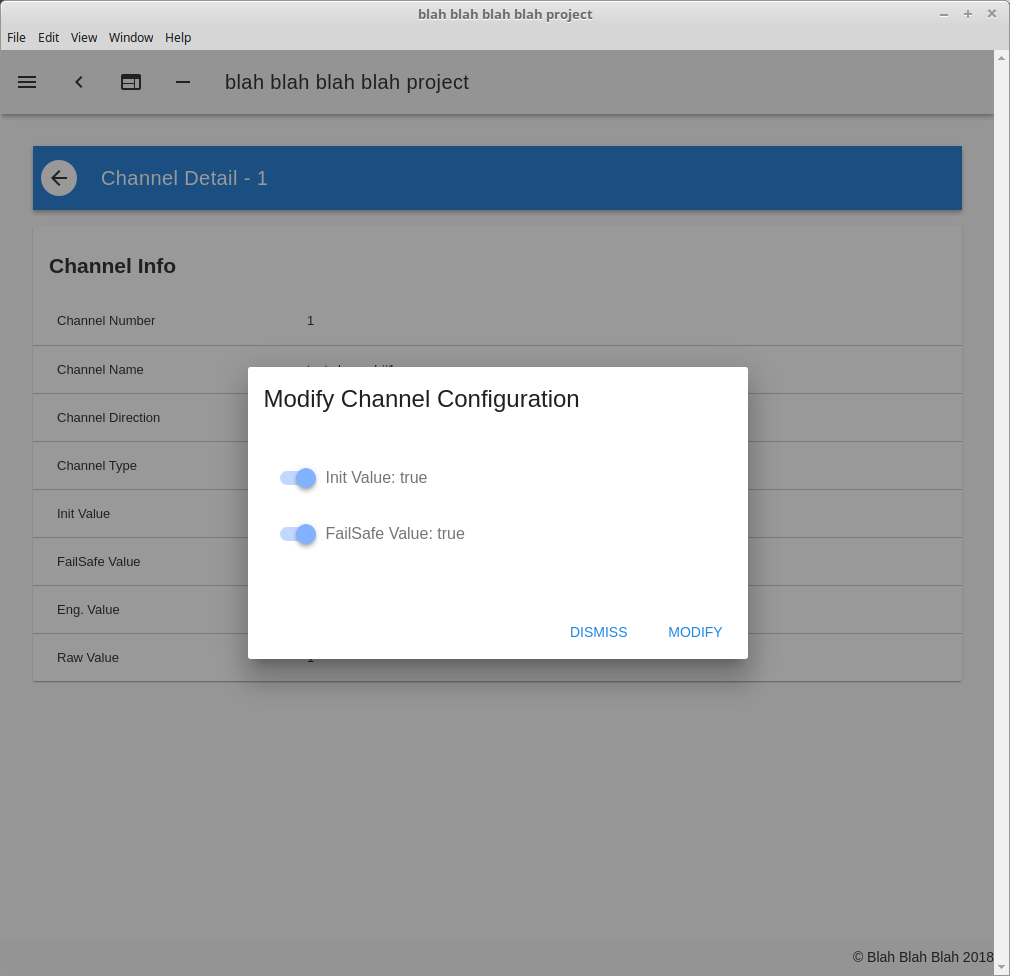 blah blah blah blah project
File Edit View Window Help
blah blah blah blah project
Channel Detail - 1
Channel Info
Channel Number 1
Channel Name
Modify Channel Configuration
Channel Direction
Channel Type
Init Value: true
Init Value
FailSafe Value: true
FailSafe Value
Eng. Value
DISMISS MODIFY
Raw Value
© Blah Blah Blah 2018